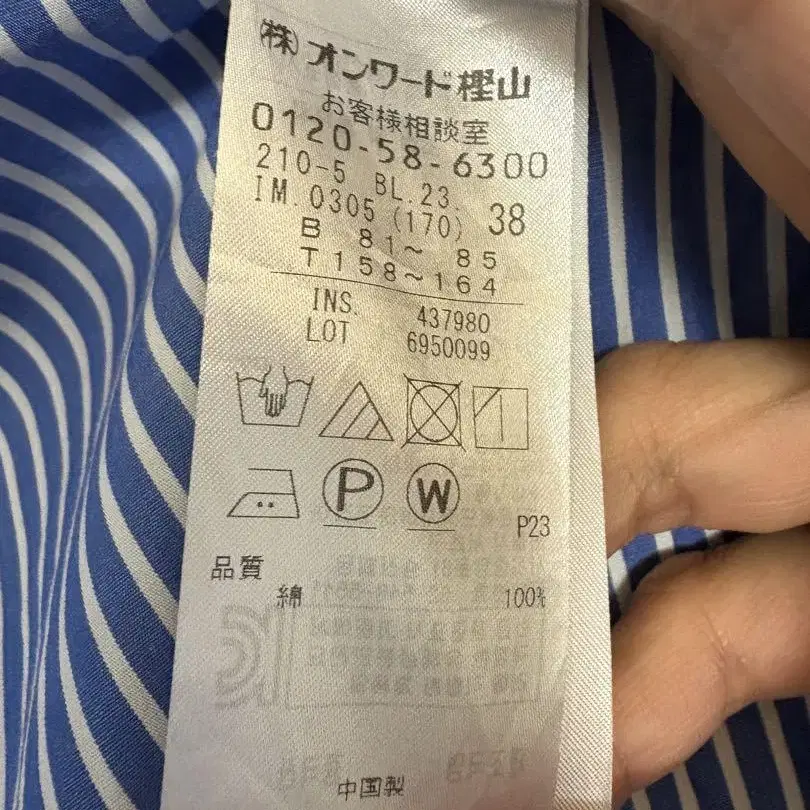 (株)オンワード樫山
お客様相談室
0120-58-6300
210-5 BL.23. 38
IM.0305 (170)
B 81~ 85
T 158~164
INS. 437980
LOT 6950099
P W
P23
品質
綿 100%
中国製